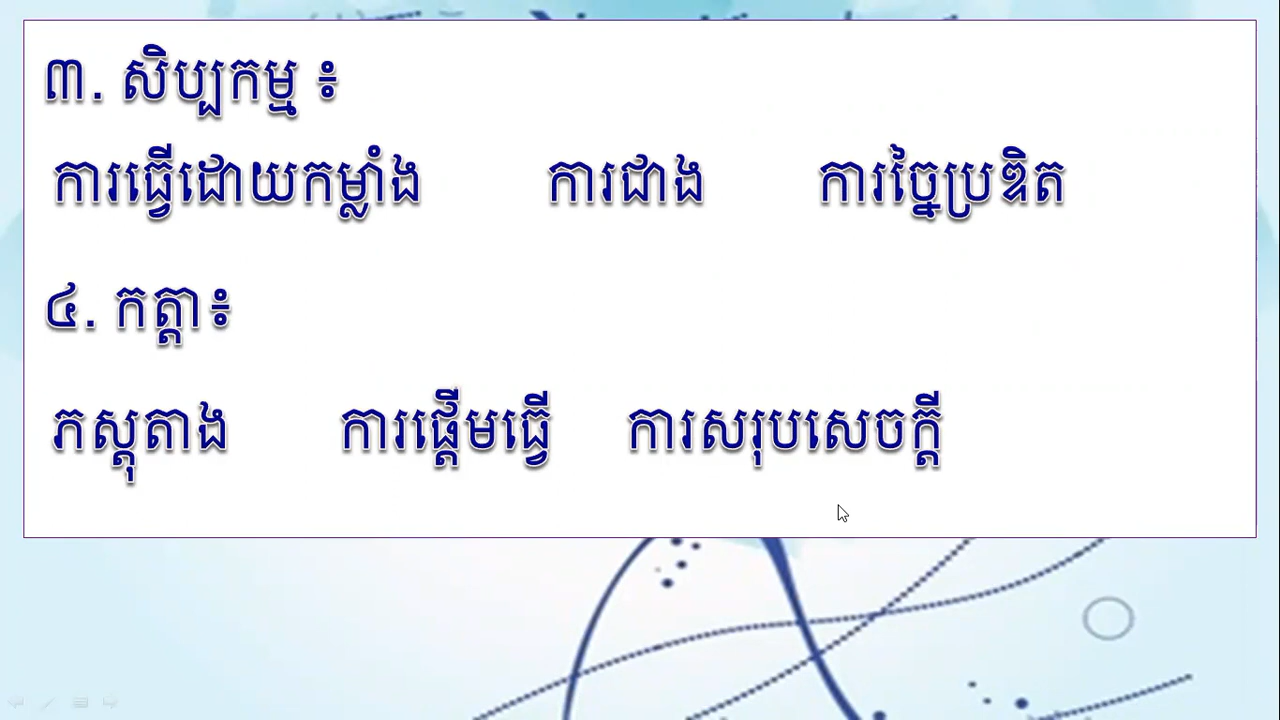 ៣. សិប្បកម្ម ៖
ការធ្វើដោយកម្លាំង ការជាង ការច្នៃប្រឌិត
៤. កត្តា៖
ភស្តុតាង ការផ្តើមធ្វើ ការសរុបសេចក្តី